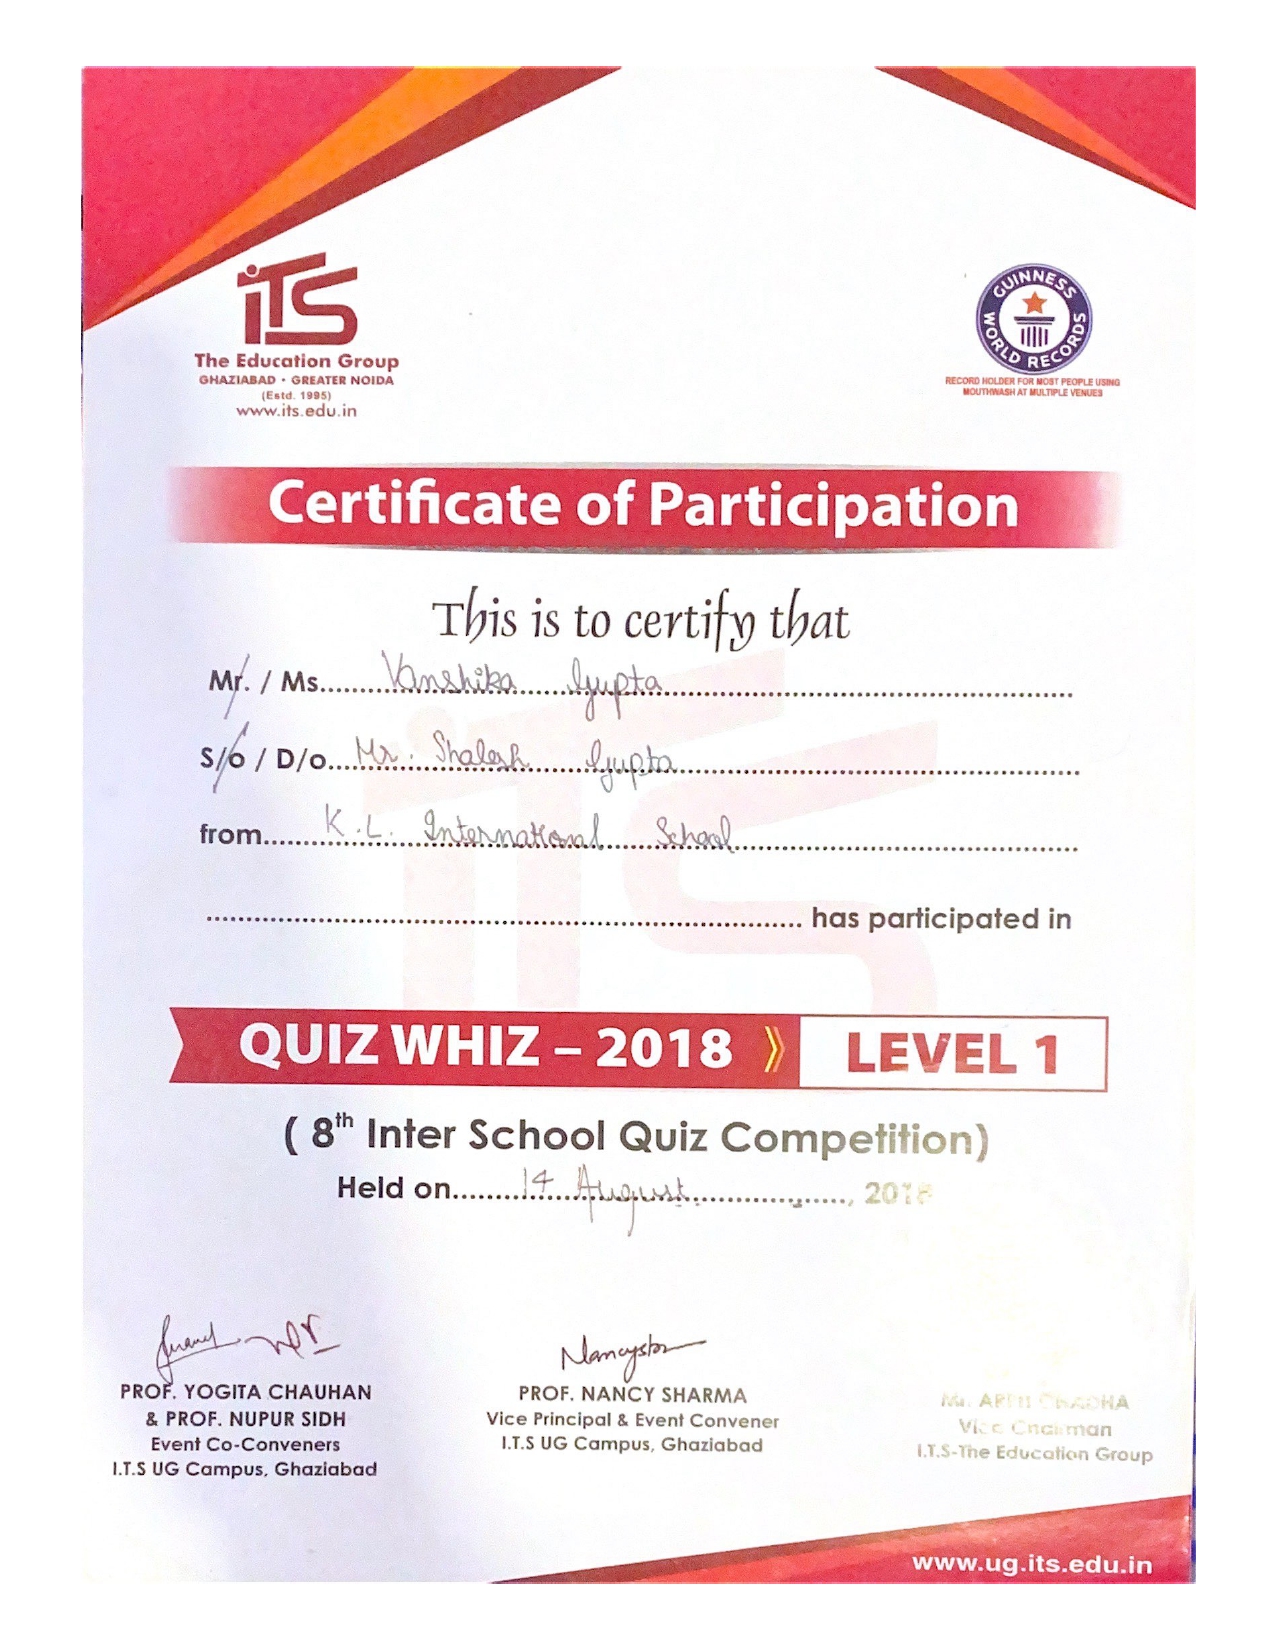 iTS
The Education Group
GHAZIABAD • GREATER NOIDA
(Estd. 1995)
www.its.edu.in
GUINNESS WORLD RECORDS
RECORD HOLDER FOR MOST PEOPLE USING
MOUTHWASH AT MULTIPLE VENUES
Certificate of Participation
This is to certify that
Mr. / Ms. Vanshika Gupta
S/o / D/o Mr. Shalesh Gupta
from K.L. International School
has participated in
QUIZ WHIZ – 2018 LEVEL 1
( 8th Inter School Quiz Competition)
Held on 14 August, 2018
PROF. YOGITA CHAUHAN
& PROF. NUPUR SIDH
Event Co-Conveners
I.T.S UG Campus, Ghaziabad
PROF. NANCY SHARMA
Vice Principal & Event Convener
I.T.S UG Campus, Ghaziabad
Mr. CHADHA
Vice Chairman
I.T.S-The Education Group
www.ug.its.edu.in